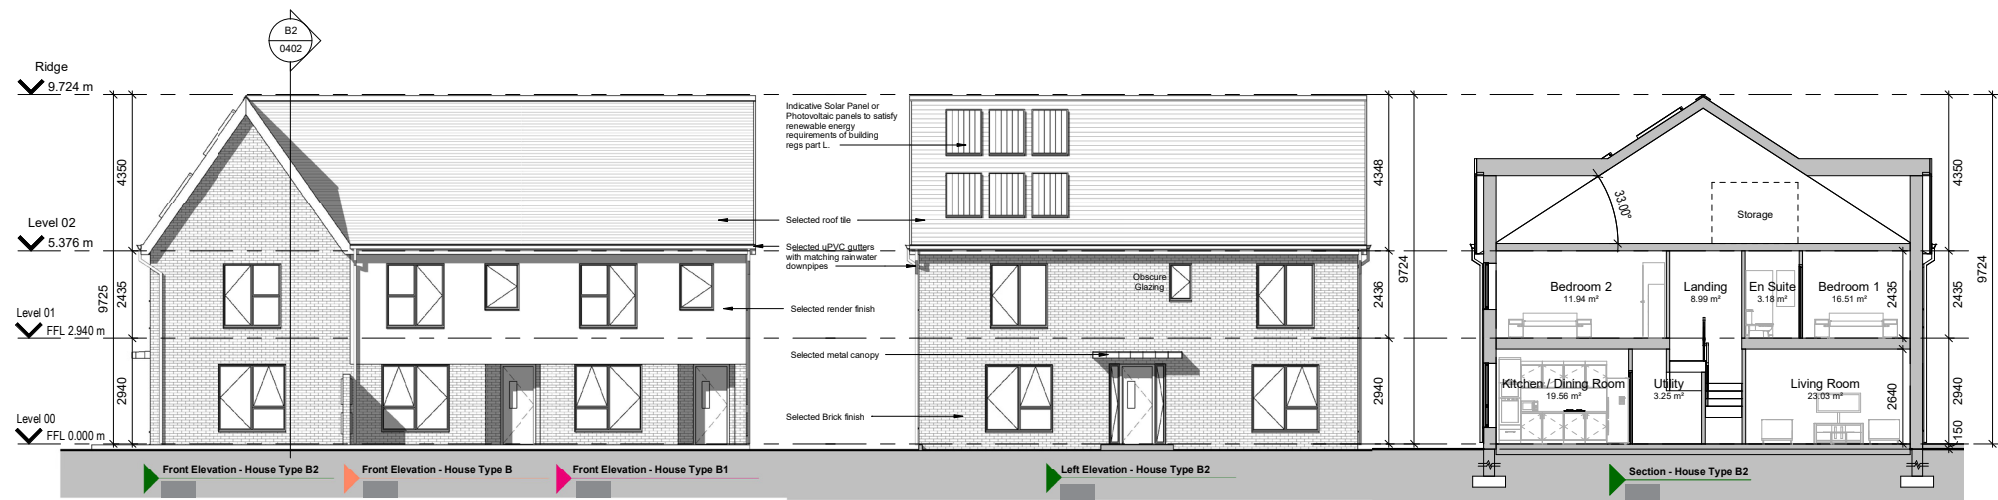 B2
0402
Ridge
9.724 m
Level 02
5.376 m
Level 01
FFL 2.940 m
Level 00
FFL 0.000 m
9725
4350
2435
2940
Indicative Solar Panel or
Photovoltaic panels to satisfy
renewable energy
requirements of building
regs part L.
Selected roof tile
Selected uPVC gutters
with matching rainwater
downpipes
Selected render finish
Selected metal canopy
Selected Brick finish
Obscure
Glazing
4348
2436
2940
9724
33.00°
Storage
Bedroom 2
11.94 m²
Landing
8.99 m²
En Suite
3.18 m²
Bedroom 1
16.51 m²
2435
Kitchen / Dining Room
19.56 m²
Utility
3.25 m²
Living Room
23.03 m²
2640
4350
2435
2940
150
9724
Front Elevation - House Type B2
Front Elevation - House Type B
Front Elevation - House Type B1
Left Elevation - House Type B2
Section - House Type B2